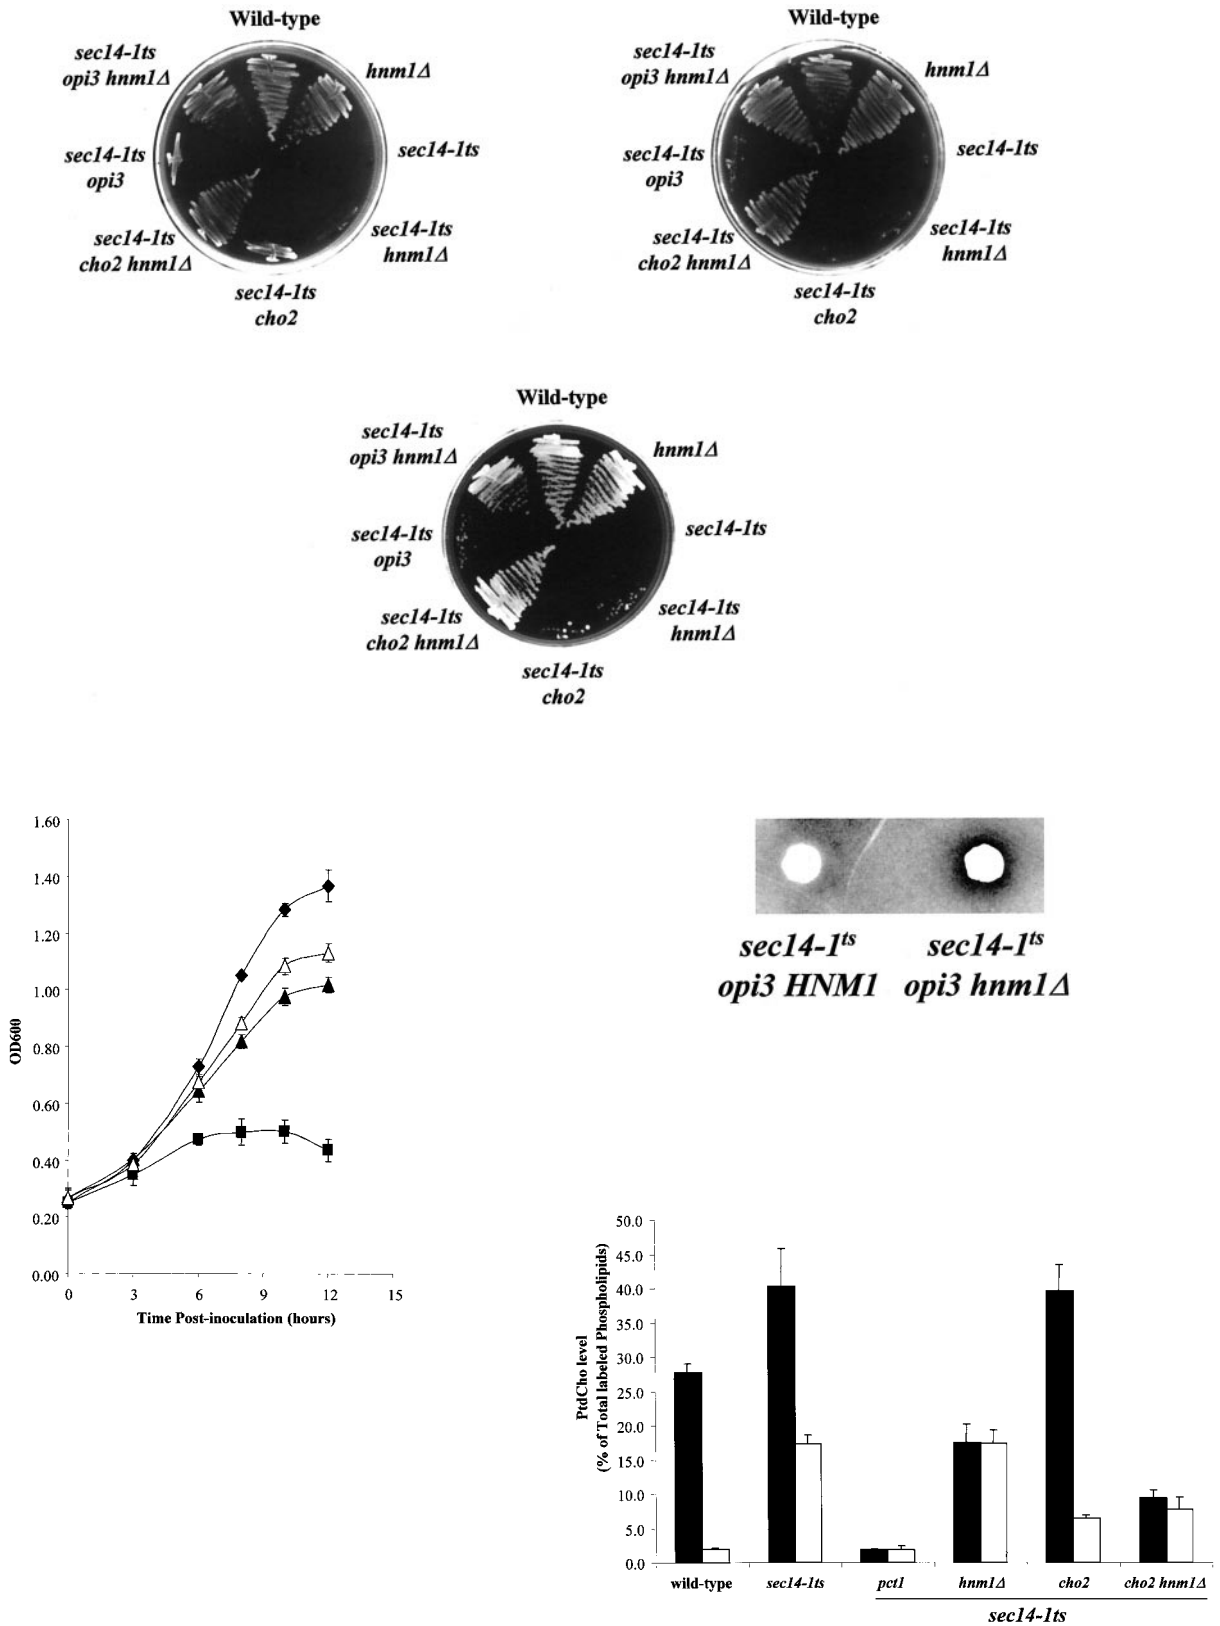 Wild-type
sec14-1ts
opi3 hnm1Δ
hnm1Δ
sec14-1ts
opi3
sec14-1ts
sec14-1ts
cho2 hnm1Δ
sec14-1ts
hnm1Δ
sec14-1ts
cho2
Wild-type
sec14-1ts
opi3 hnm1Δ
hnm1Δ
sec14-1ts
opi3
sec14-1ts
sec14-1ts
cho2 hnm1Δ
sec14-1ts
hnm1Δ
sec14-1ts
cho2
Wild-type
sec14-1ts
opi3 hnm1Δ
hnm1Δ
sec14-1ts
opi3
sec14-1ts
sec14-1ts
cho2 hnm1Δ
sec14-1ts
hnm1Δ
sec14-1ts
cho2
OD600
1.60
1.40
1.20
1.00
0.80
0.60
0.40
0.20
0.00
0 3 6 9 12 15
Time Post-inoculation (hours)
sec14-1ts
opi3 HNM1
sec14-1ts
opi3 hnm1Δ
PtdCho level
(% of Total labeled Phospholipids)
50.0
45.0
40.0
35.0
30.0
25.0
20.0
15.0
10.0
5.0
0.0
wild-type sec14-1ts pct1 hnm1Δ cho2 cho2 hnm1Δ
sec14-1ts